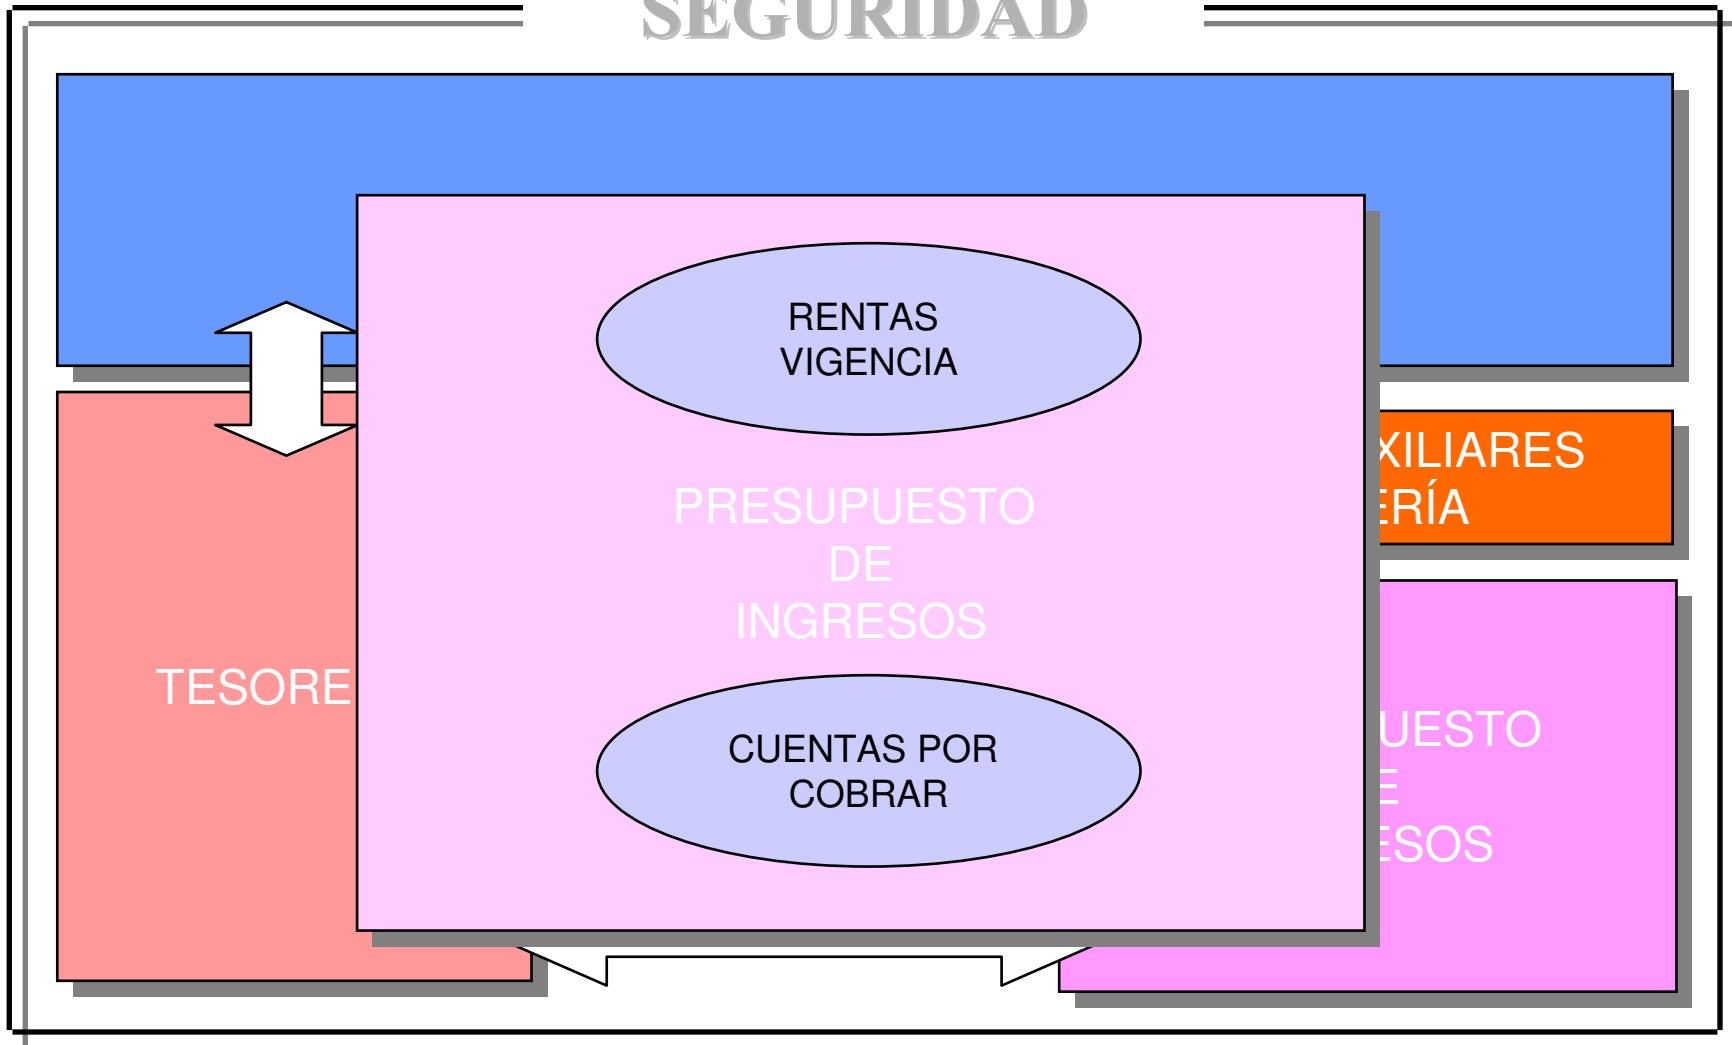 SEGURIDAD
RENTAS
VIGENCIA
PRESUPUESTO
DE
INGRESOS
CUENTAS POR
COBRAR
TESORE
XILIARES
ERÍA
UESTO
E
ESOS